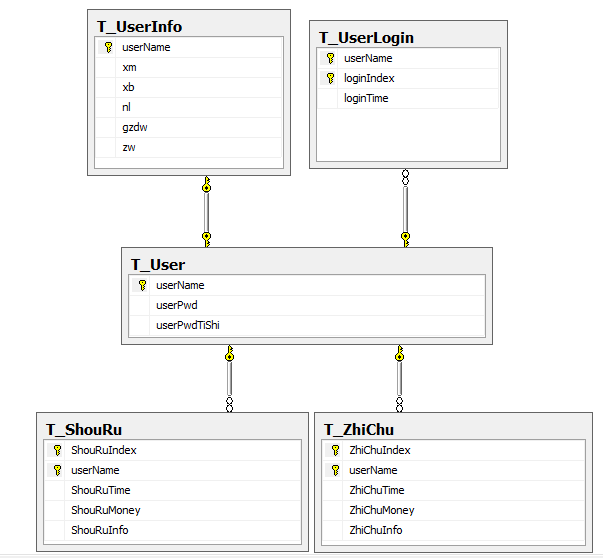 T_UserInfo
userName
xm
xb
nl
gzdw
zw
T_UserLogin
userName
loginIndex
loginTime
T_User
userName
userPwd
userPwdTiShi
T_ShouRu
ShouRuIndex
userName
ShouRuTime
ShouRuMoney
ShouRuInfo
T_ZhiChu
ZhiChuIndex
userName
ZhiChuTime
ZhiChuMoney
ZhiChuInfo